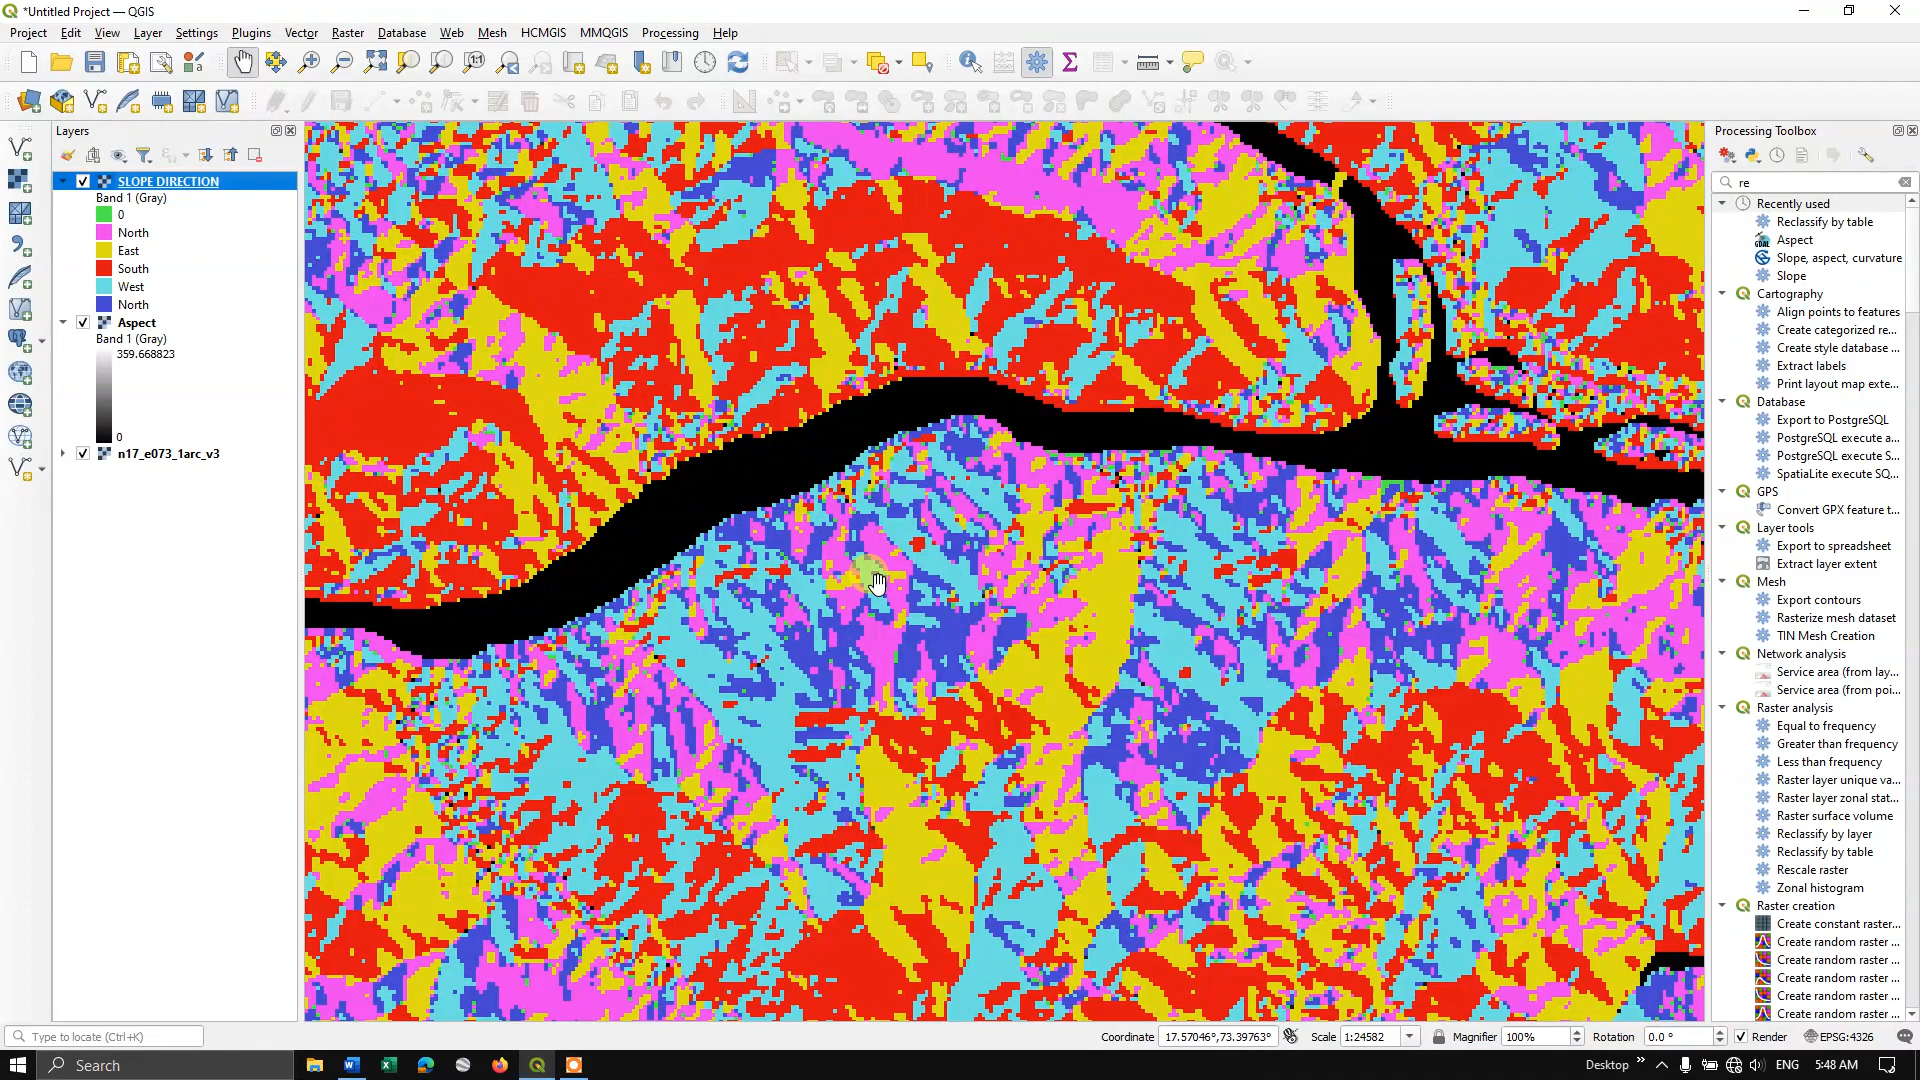 *Untitled Project — QGIS
Project Edit View Layer Settings Plugins Vector Raster Database Web Mesh HCMGIS MMQGIS Processing Help
Layers
SLOPE DIRECTION
Band 1 (Gray)
0
North
East
South
West
North
Aspect
Band 1 (Gray)
359.668823
0
n17_e073_1arc_v3
Processing Toolbox
re
Recently used
Reclassify by table
Aspect
Slope, aspect, curvature
Slope
Cartography
Align points to features
Create categorized re...
Create style database ...
Extract labels
Print layout map exte...
Database
Export to PostgreSQL
PostgreSQL execute a...
PostgreSQL execute S...
SpatiaLite execute SQ...
GPS
Convert GPX feature t...
Layer tools
Export to spreadsheet
Extract layer extent
Mesh
Export contours
Rasterize mesh dataset
TIN Mesh Creation
Network analysis
Service area (from lay...
Service area (from poi...
Raster analysis
Equal to frequency
Greater than frequency
Less than frequency
Raster layer unique va...
Raster layer zonal stat...
Raster surface volume
Reclassify by layer
Reclassify by table
Rescale raster
Zonal histogram
Raster creation
Create constant raster...
Create random raster ...
Create random raster ...
Create random raster ...
Create random raster ...
Create random raster ...
Type to locate (Ctrl+K)
Coordinate 17.57046°,73.39763° Scale 1:24582 Magnifier 100% Rotation 0.0 ° Render EPSG:4326
Search
Desktop ENG 5:48 AM